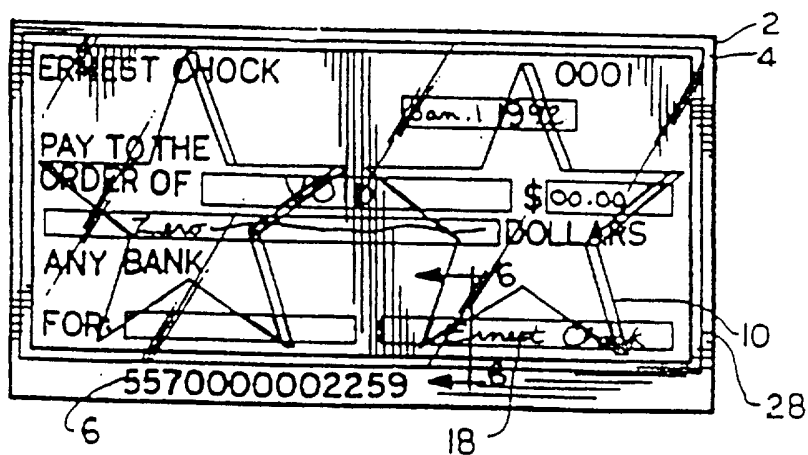 2
4
ERNEST CHOCK 0001
Jan. 1 1992
PAY TO THE
ORDER OF VOID $ 00.00
Zero DOLLARS
ANY BANK
6
FOR: Ernest Chock
10
5570000002259 6
28
6
18